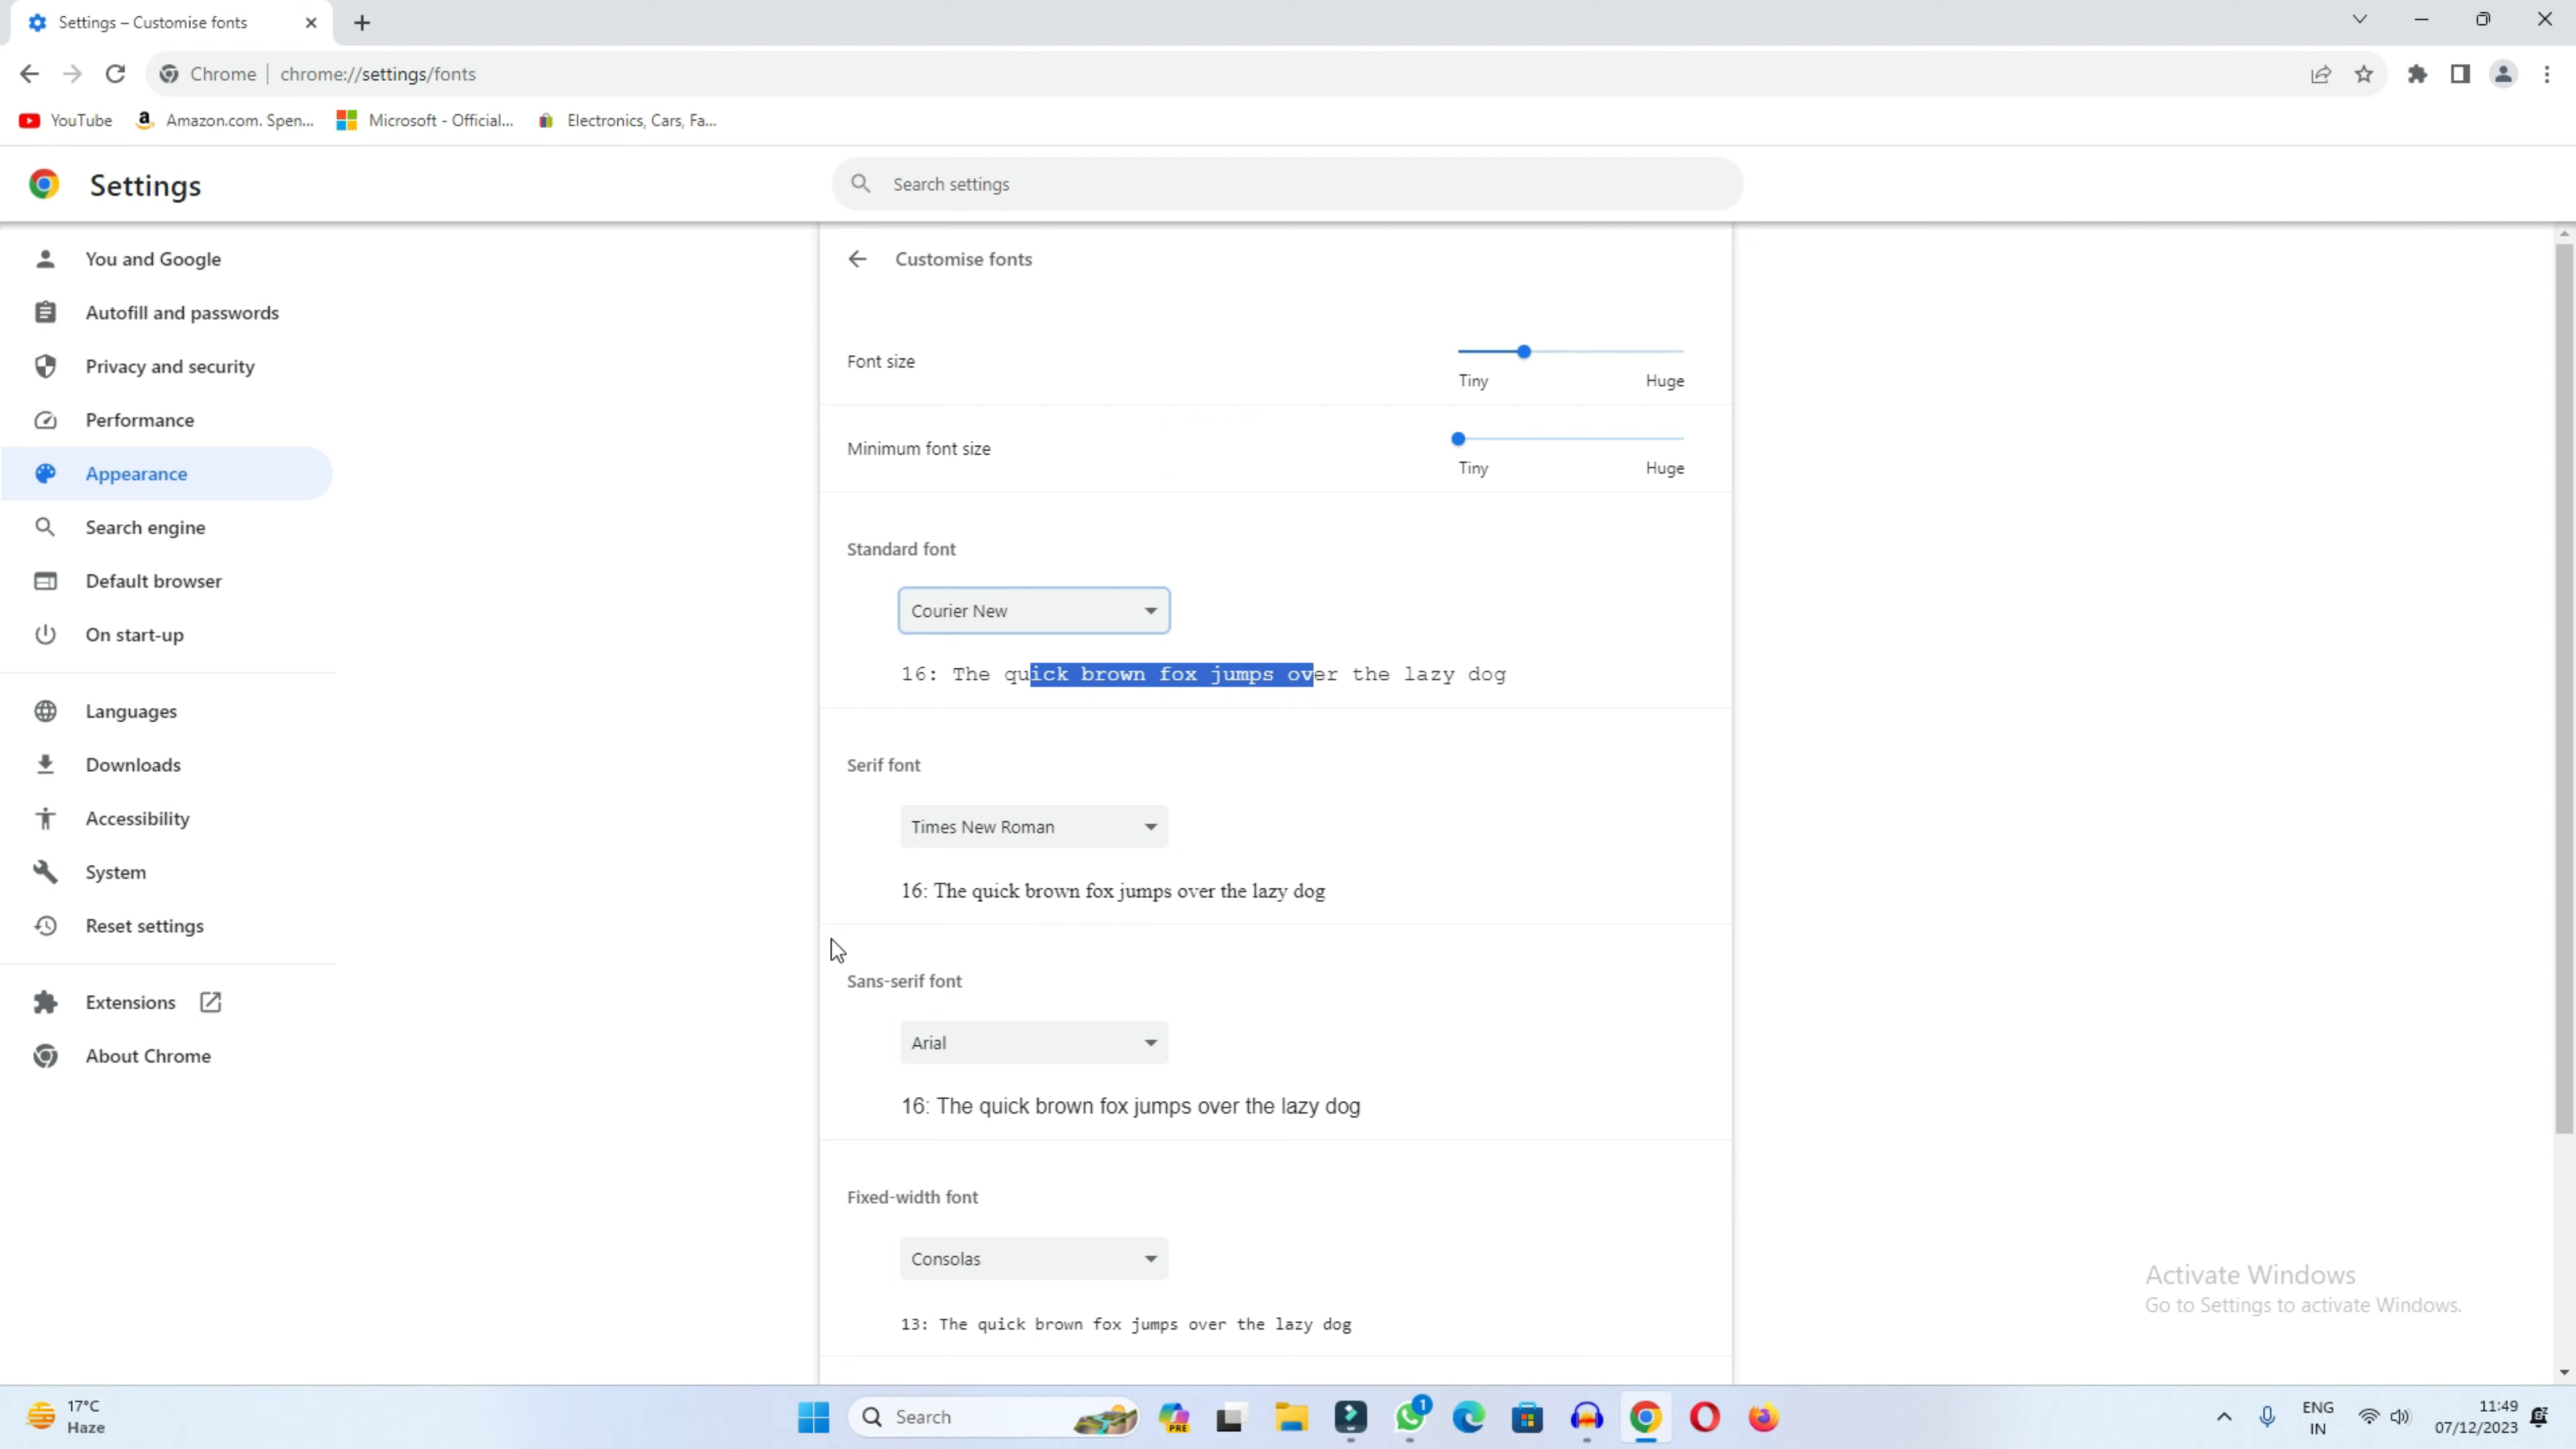 Settings – Customise fonts
Chrome | chrome://settings/fonts
YouTube
Amazon.com. Spen...
Microsoft - Official...
Electronics, Cars, Fa...
Settings
Search settings
You and Google
Autofill and passwords
Privacy and security
Performance
Appearance
Search engine
Default browser
On start-up
Languages
Downloads
Accessibility
System
Reset settings
Extensions
About Chrome
Customise fonts
Font size
Tiny Huge
Minimum font size
Tiny Huge
Standard font
Courier New
16: The quick brown fox jumps over the lazy dog
Serif font
Times New Roman
16: The quick brown fox jumps over the lazy dog
Sans-serif font
Arial
16: The quick brown fox jumps over the lazy dog
Fixed-width font
Consolas
13: The quick brown fox jumps over the lazy dog
Activate Windows
Go to Settings to activate Windows.
17°C
Haze
Search
PRE
1
ENG
IN
11:49
07/12/2023